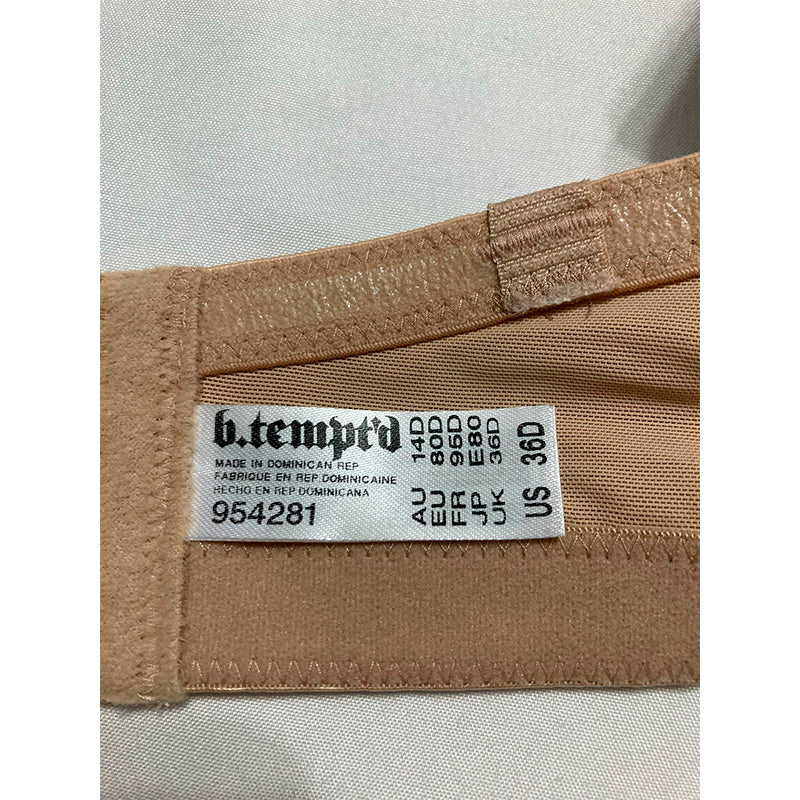 b.tempt'd
MADE IN DOMINICAN REP
FABRIQUE EN REP DOMINICAINE
HECHO EN REP DOMINICANA
954281
AU 14D
EU 80D
FR 95D
JP E80
UK 36D
US 36D